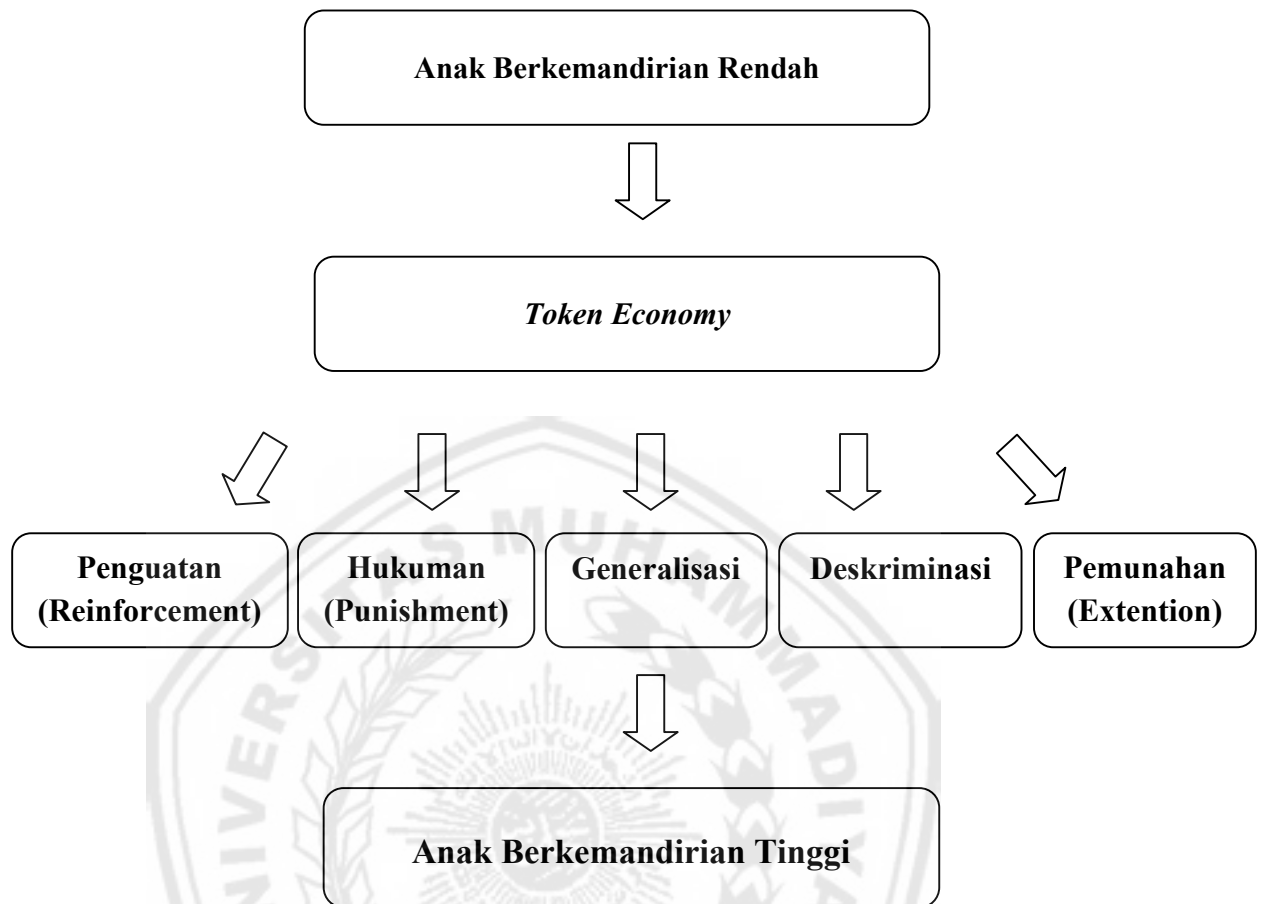 Anak Berkemandirian Rendah
Token Economy
Penguatan
(Reinforcement)
Hukuman
(Punishment)
Generalisasi
Deskriminasi
Pemunahan
(Extention)
Anak Berkemandirian Tinggi